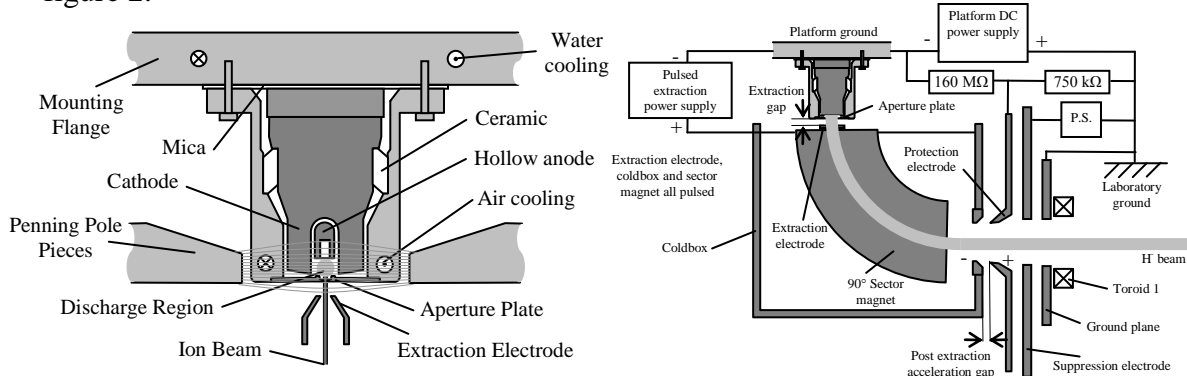 figure 2.
Water
cooling
Mounting
Flange
Mica
Ceramic
Hollow anode
Cathode
Air cooling
Penning Pole
Pieces
Discharge Region
Aperture Plate
Ion Beam
Extraction Electrode
Platform ground
-
Platform DC
power supply
+
-
Pulsed
extraction
power supply
+
Extraction
gap
Aperture plate
160 MΩ
750 kΩ
P.S.
Extraction electrode,
coldbox and sector
magnet all pulsed
Protection
electrode
Laboratory
ground
Coldbox
Extraction
electrode
90° Sector
magnet
- +
H⁻ beam
Toroid 1
Ground plane
Post extraction
acceleration gap
Suppression electrode